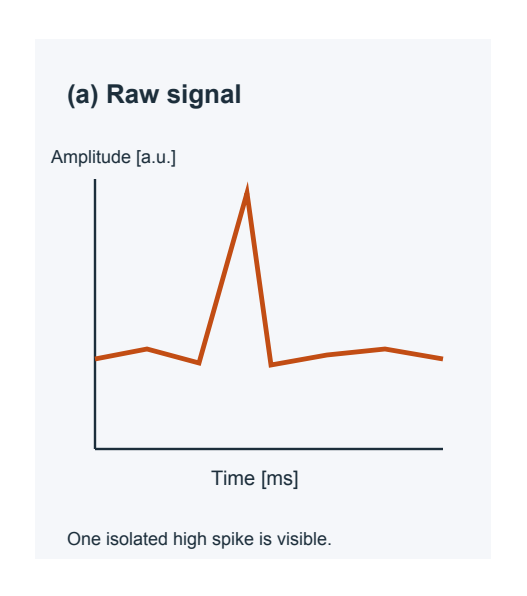 (a) Raw signal
Amplitude [a.u.]
Time [ms]
One isolated high spike is visible.